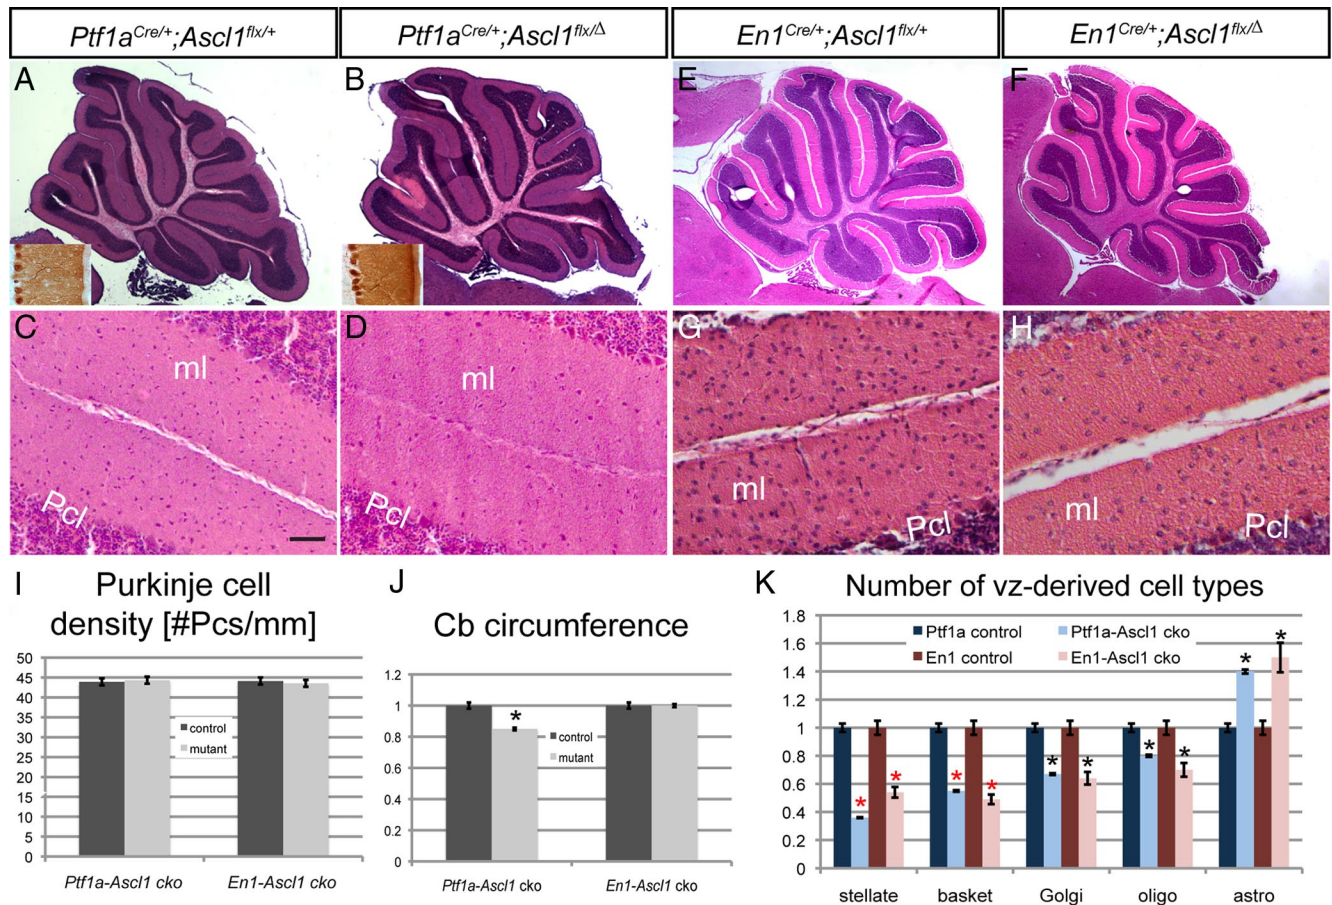 Ptf1aCre/+;Ascl1flx/+
Ptf1aCre/+;Ascl1flx/Δ
En1Cre/+;Ascl1flx/+
En1Cre/+;Ascl1flx/Δ
A
B
E
F
C
ml
Pcl
D
ml
Pcl
G
ml
Pcl
H
ml
Pcl
I
Purkinje cell
density [#Pcs/mm]
50
45
40
35
30
25
20
15
10
5
0
control
mutant
Ptf1a-Ascl1 cko
En1-Ascl1 cko
J
Cb circumference
1.2
1
0.8
0.6
0.4
0.2
0
*
control
mutant
Ptf1a-Ascl1 cko
En1-Ascl1 cko
K
Number of vz-derived cell types
1.8
1.6
1.4
1.2
1
0.8
0.6
0.4
0.2
0
Ptf1a control
Ptf1a-Ascl1 cko
En1 control
En1-Ascl1 cko
* * * * * * * * * *
stellate
basket
Golgi
oligo
astro